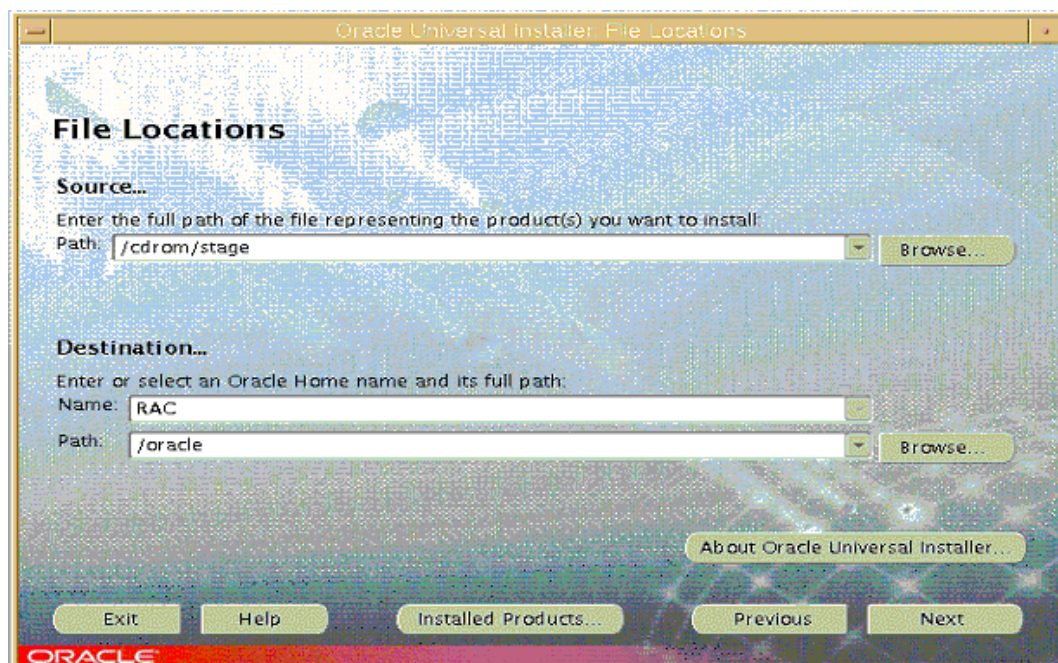 Oracle Universal Installer: File Locations
File Locations
Source...
Enter the full path of the file representing the product(s) you want to install:
Path: /cdrom/stage Browse...
Destination...
Enter or select an Oracle Home name and its full path:
Name: RAC
Path: /oracle Browse...
About Oracle Universal Installer...
Exit Help Installed Products... Previous Next
ORACLE